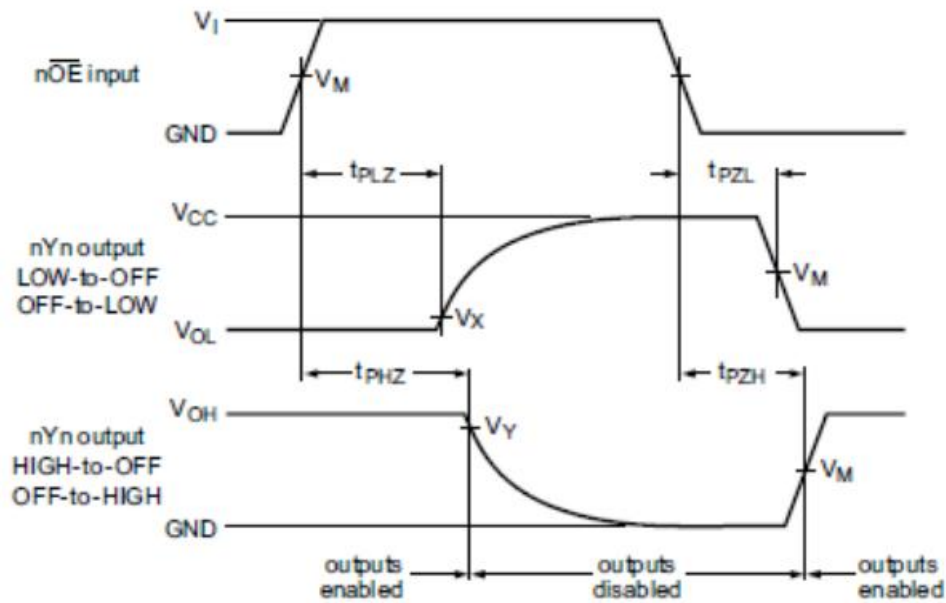 V_I
nO̅E̅ input
V_M
GND
t_PLZ
t_PZL
V_CC
nYn output
LOW-to-OFF
OFF-to-LOW
V_M
V_X
V_OL
t_PHZ
t_PZH
V_OH
V_Y
nYn output
HIGH-to-OFF
OFF-to-HIGH
V_M
GND
outputs
enabled
outputs
disabled
outputs
enabled